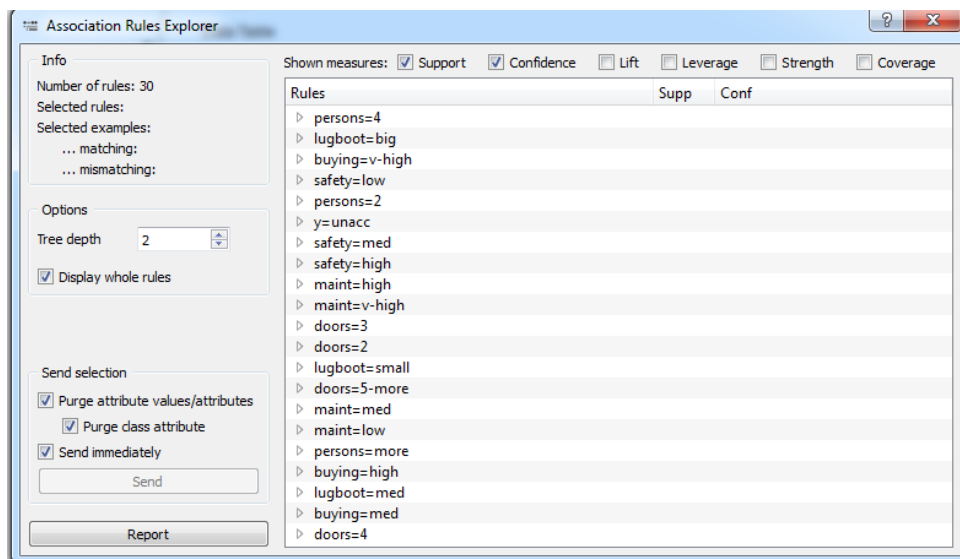 Association Rules Explorer
Info
Number of rules: 30
Selected rules:
Selected examples:
... matching:
... mismatching:
Options
Tree depth 2
Display whole rules
Send selection
Purge attribute values/attributes
Purge class attribute
Send immediately
Send
Report
Shown measures: Support Confidence Lift Leverage Strength Coverage
Rules Supp Conf
persons=4
lugboot=big
buying=v-high
safety=low
persons=2
y=unacc
safety=med
safety=high
maint=high
maint=v-high
doors=3
doors=2
lugboot=small
doors=5-more
maint=med
maint=low
persons=more
buying=high
lugboot=med
buying=med
doors=4